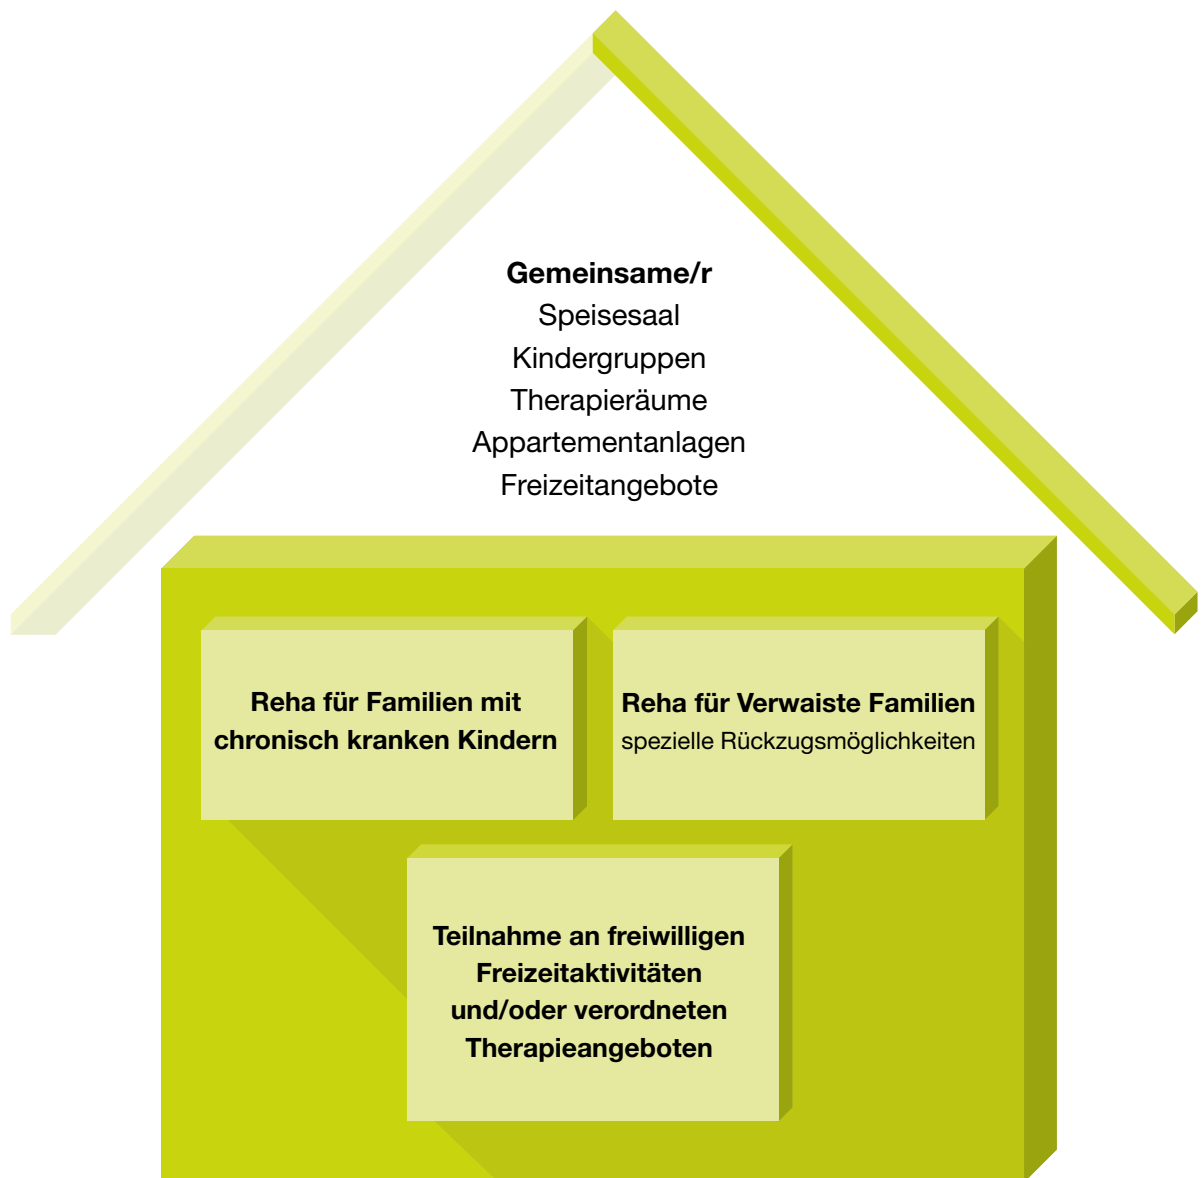 Gemeinsame/r
Speisesaal
Kindergruppen
Therapieräume
Appartementanlagen
Freizeitangebote
Reha für Familien mit
chronisch kranken Kindern
Reha für Verwaiste Familien
spezielle Rückzugsmöglichkeiten
Teilnahme an freiwilligen
Freizeitaktivitäten
und/oder verordneten
Therapieangeboten